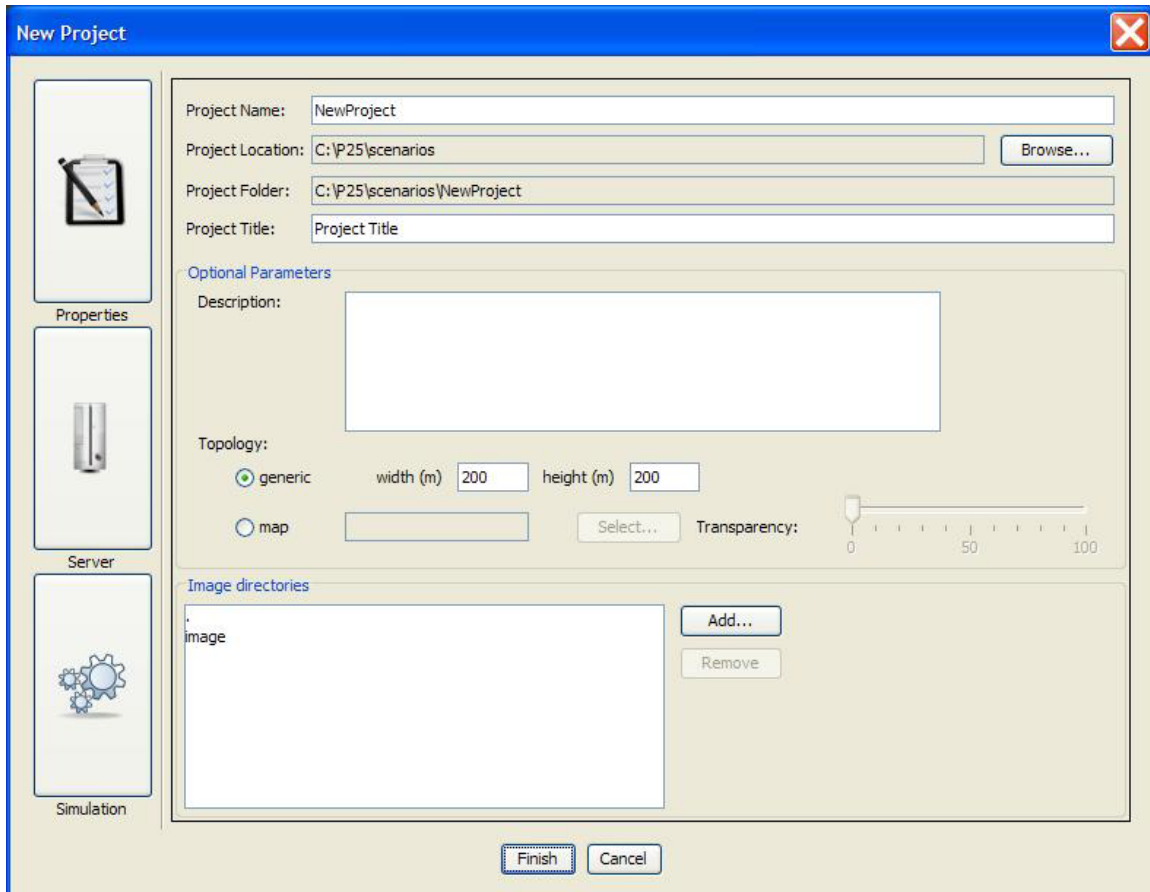 New Project
Project Name: NewProject
Project Location: C:\P25\scenarios Browse...
Project Folder: C:\P25\scenarios\NewProject
Project Title: Project Title
Properties
Optional Parameters
Description:
Topology:
generic width (m) 200 height (m) 200
map Select... Transparency:
0 50 100
Server
Image directories
.
image
Add...
Remove
Simulation
Finish Cancel